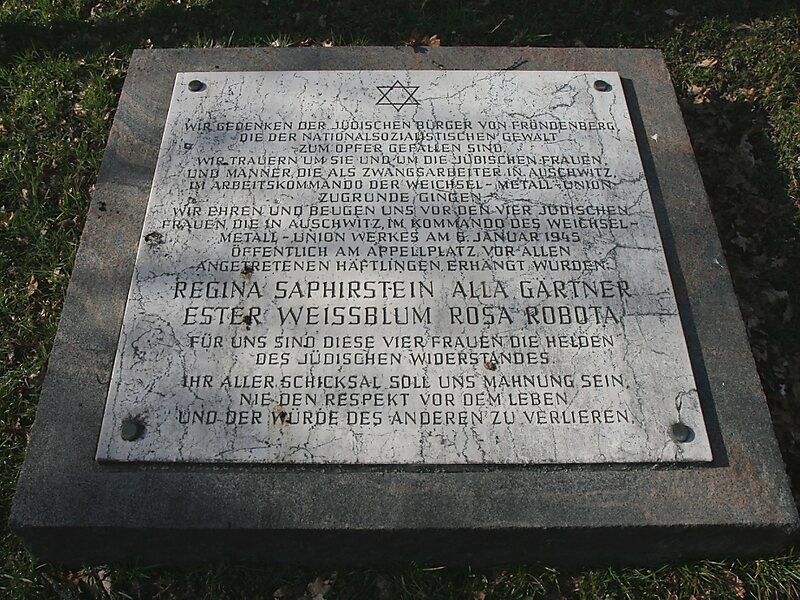 WIR GEDENKEN DER JÜDISCHEN BÜRGER VON FRÖNDENBERG,
DIE DER NATIONALSOZIALISTISCHEN GEWALT
ZUM OPFER GEFALLEN SIND.
WIR TRAUERN UM SIE UND UM DIE JÜDISCHEN FRAUEN
UND MÄNNER, DIE ALS ZWANGSARBEITER IN AUSCHWITZ,
IM ARBEITSKOMMANDO DER WEICHSEL-METALL-UNION
ZUGRUNDE GINGEN.
WIR EHREN UND BEUGEN UNS VOR DEN VIER JÜDISCHEN
FRAUEN, DIE IN AUSCHWITZ, IM KOMMANDO DES WEICHSEL-
METALL-UNION WERKES AM 6. JANUAR 1945
ÖFFENTLICH AM APPELLPLATZ, VOR ALLEN
ANGETRETENEN HÄFTLINGEN, ERHÄNGT WURDEN:
REGINA SAPHIRSTEIN ALLA GÄRTNER
ESTER WEISSBLUM ROSA ROBOTA
FÜR UNS SIND DIESE VIER FRAUEN DIE HELDEN
DES JÜDISCHEN WIDERSTANDES.
IHR ALLER SCHICKSAL SOLL UNS MAHNUNG SEIN,
NIE DEN RESPEKT VOR DEM LEBEN
UND DER WÜRDE DES ANDEREN ZU VERLIEREN.